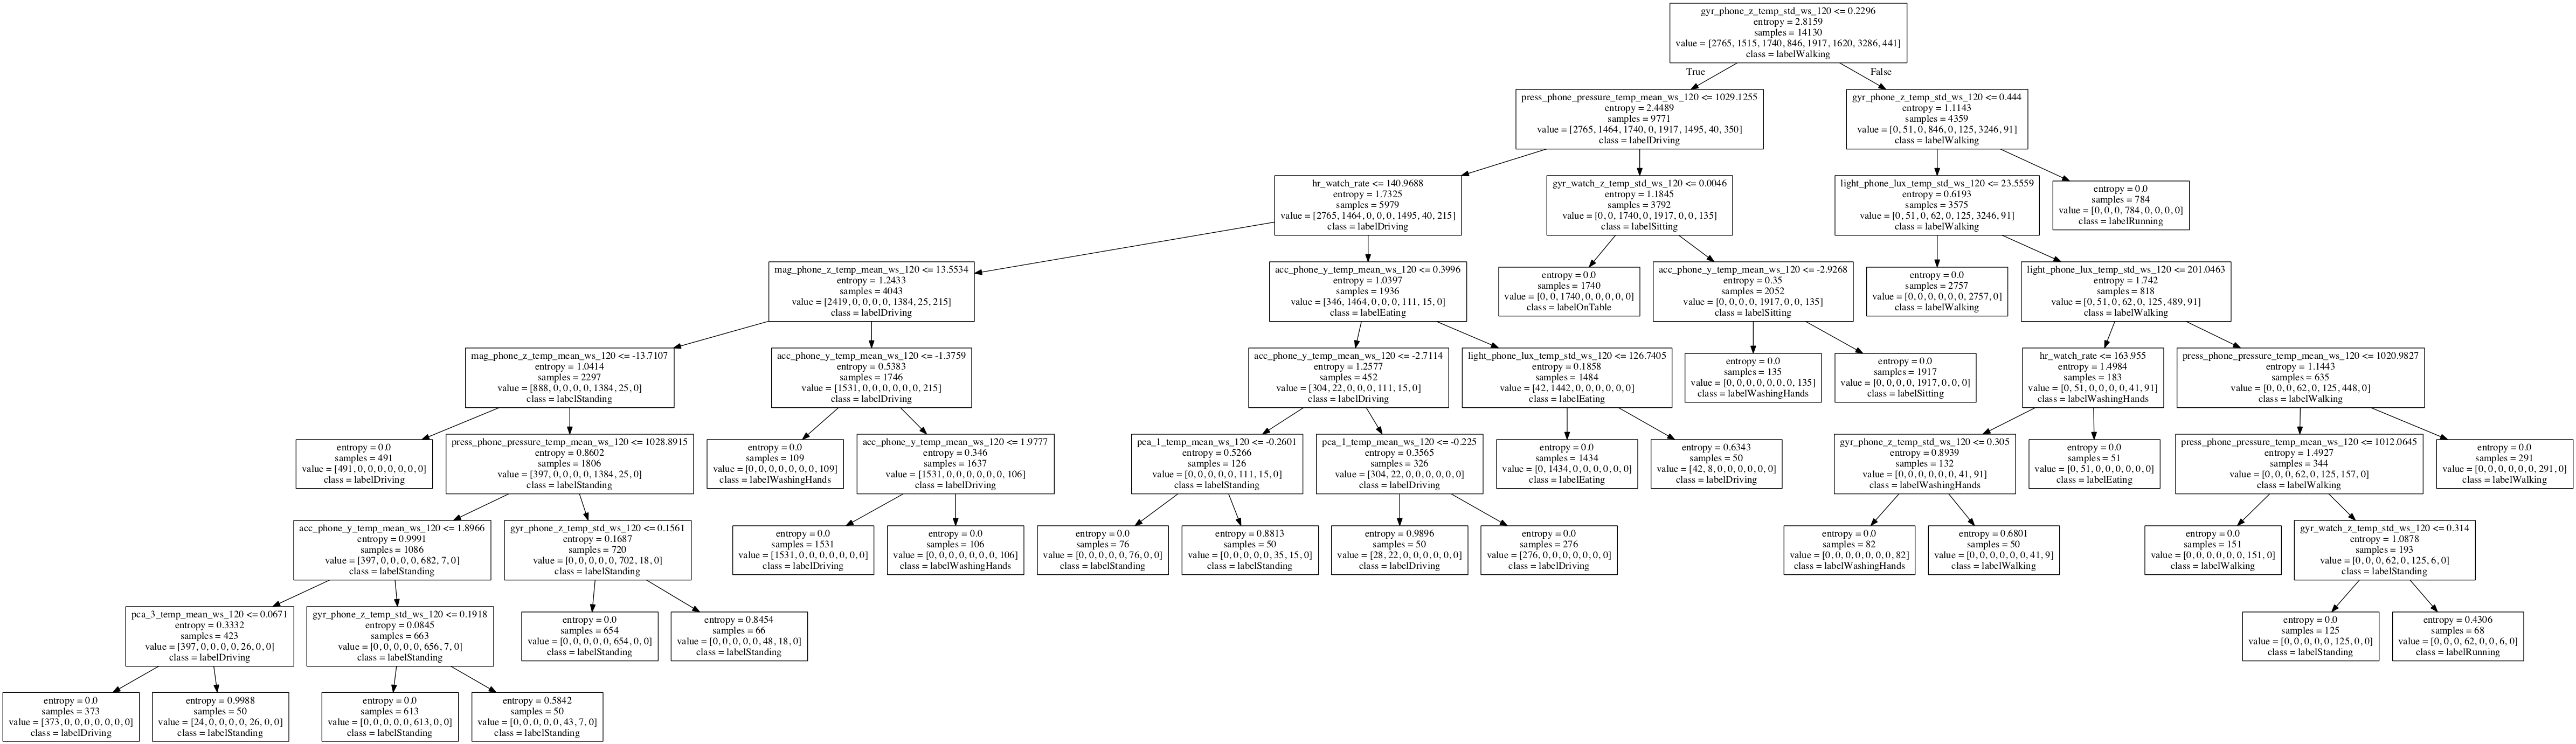 gyr_phone_z_temp_std_ws_120 <= 0.2296
entropy = 2.8159
samples = 14130
value = [2765, 1515, 1740, 846, 1917, 1620, 3286, 441]
class = labelWalking
True
False
press_phone_pressure_temp_mean_ws_120 <= 1029.1255
entropy = 2.4489
samples = 9771
value = [2765, 1464, 1740, 0, 1917, 1495, 40, 350]
class = labelDriving
gyr_phone_z_temp_std_ws_120 <= 0.444
entropy = 1.1143
samples = 4359
value = [0, 51, 0, 846, 0, 125, 3246, 91]
class = labelWalking
hr_watch_rate <= 140.9688
entropy = 1.7325
samples = 5979
value = [2765, 1464, 0, 0, 0, 1495, 40, 215]
class = labelDriving
gyr_watch_z_temp_std_ws_120 <= 0.0046
entropy = 1.1845
samples = 3792
value = [0, 0, 1740, 0, 1917, 0, 0, 135]
class = labelSitting
light_phone_lux_temp_std_ws_120 <= 23.5559
entropy = 0.6193
samples = 3575
value = [0, 51, 0, 62, 0, 125, 3246, 91]
class = labelWalking
entropy = 0.0
samples = 784
value = [0, 0, 0, 784, 0, 0, 0, 0]
class = labelRunning
mag_phone_z_temp_mean_ws_120 <= 13.5534
entropy = 1.2433
samples = 4043
value = [2419, 0, 0, 0, 0, 1384, 25, 215]
class = labelDriving
acc_phone_y_temp_mean_ws_120 <= 0.3996
entropy = 1.0397
samples = 1936
value = [346, 1464, 0, 0, 0, 111, 15, 0]
class = labelEating
entropy = 0.0
samples = 1740
value = [0, 0, 1740, 0, 0, 0, 0, 0]
class = labelOnTable
acc_phone_y_temp_mean_ws_120 <= -2.9268
entropy = 0.35
samples = 2052
value = [0, 0, 0, 0, 1917, 0, 0, 135]
class = labelSitting
entropy = 0.0
samples = 2757
value = [0, 0, 0, 0, 0, 0, 2757, 0]
class = labelWalking
light_phone_lux_temp_std_ws_120 <= 201.0463
entropy = 1.742
samples = 818
value = [0, 51, 0, 62, 0, 125, 489, 91]
class = labelWalking
mag_phone_z_temp_mean_ws_120 <= -13.7107
entropy = 1.0414
samples = 2297
value = [888, 0, 0, 0, 0, 1384, 25, 0]
class = labelStanding
acc_phone_y_temp_mean_ws_120 <= -1.3759
entropy = 0.5383
samples = 1746
value = [1531, 0, 0, 0, 0, 0, 0, 215]
class = labelDriving
acc_phone_y_temp_mean_ws_120 <= -2.7114
entropy = 1.2577
samples = 452
value = [304, 22, 0, 0, 0, 111, 15, 0]
class = labelDriving
light_phone_lux_temp_std_ws_120 <= 126.7405
entropy = 0.1858
samples = 1484
value = [42, 1442, 0, 0, 0, 0, 0, 0]
class = labelEating
entropy = 0.0
samples = 135
value = [0, 0, 0, 0, 0, 0, 0, 135]
class = labelWashingHands
entropy = 0.0
samples = 1917
value = [0, 0, 0, 0, 1917, 0, 0, 0]
class = labelSitting
hr_watch_rate <= 163.955
entropy = 1.4984
samples = 183
value = [0, 51, 0, 0, 0, 0, 41, 91]
class = labelWashingHands
press_phone_pressure_temp_mean_ws_120 <= 1020.9827
entropy = 1.1443
samples = 635
value = [0, 0, 0, 62, 0, 125, 448, 0]
class = labelWalking
entropy = 0.0
samples = 491
value = [491, 0, 0, 0, 0, 0, 0, 0]
class = labelDriving
press_phone_pressure_temp_mean_ws_120 <= 1028.8915
entropy = 0.8602
samples = 1806
value = [397, 0, 0, 0, 0, 1384, 25, 0]
class = labelStanding
entropy = 0.0
samples = 109
value = [0, 0, 0, 0, 0, 0, 0, 109]
class = labelWashingHands
acc_phone_y_temp_mean_ws_120 <= 1.9777
entropy = 0.346
samples = 1637
value = [1531, 0, 0, 0, 0, 0, 0, 106]
class = labelDriving
pca_1_temp_mean_ws_120 <= -0.2601
entropy = 0.5266
samples = 126
value = [0, 0, 0, 0, 0, 111, 15, 0]
class = labelStanding
pca_1_temp_mean_ws_120 <= -0.225
entropy = 0.3565
samples = 326
value = [304, 22, 0, 0, 0, 0, 0, 0]
class = labelDriving
entropy = 0.0
samples = 1434
value = [0, 1434, 0, 0, 0, 0, 0, 0]
class = labelEating
entropy = 0.6343
samples = 50
value = [42, 8, 0, 0, 0, 0, 0, 0]
class = labelDriving
gyr_phone_z_temp_std_ws_120 <= 0.305
entropy = 0.8939
samples = 132
value = [0, 0, 0, 0, 0, 0, 41, 91]
class = labelWashingHands
entropy = 0.0
samples = 51
value = [0, 51, 0, 0, 0, 0, 0, 0]
class = labelEating
press_phone_pressure_temp_mean_ws_120 <= 1012.0645
entropy = 1.4927
samples = 344
value = [0, 0, 0, 62, 0, 125, 157, 0]
class = labelWalking
entropy = 0.0
samples = 291
value = [0, 0, 0, 0, 0, 0, 291, 0]
class = labelWalking
acc_phone_y_temp_mean_ws_120 <= 1.8966
entropy = 0.9991
samples = 1086
value = [397, 0, 0, 0, 0, 682, 7, 0]
class = labelStanding
gyr_phone_z_temp_std_ws_120 <= 0.1561
entropy = 0.1687
samples = 720
value = [0, 0, 0, 0, 0, 702, 18, 0]
class = labelStanding
entropy = 0.0
samples = 1531
value = [1531, 0, 0, 0, 0, 0, 0, 0]
class = labelDriving
entropy = 0.0
samples = 106
value = [0, 0, 0, 0, 0, 0, 0, 106]
class = labelWashingHands
entropy = 0.0
samples = 76
value = [0, 0, 0, 0, 0, 76, 0, 0]
class = labelStanding
entropy = 0.8813
samples = 50
value = [0, 0, 0, 0, 0, 35, 15, 0]
class = labelStanding
entropy = 0.9896
samples = 50
value = [28, 22, 0, 0, 0, 0, 0, 0]
class = labelDriving
entropy = 0.0
samples = 276
value = [276, 0, 0, 0, 0, 0, 0, 0]
class = labelDriving
entropy = 0.0
samples = 82
value = [0, 0, 0, 0, 0, 0, 0, 82]
class = labelWashingHands
entropy = 0.6801
samples = 50
value = [0, 0, 0, 0, 0, 0, 41, 9]
class = labelWalking
entropy = 0.0
samples = 151
value = [0, 0, 0, 0, 0, 0, 151, 0]
class = labelWalking
gyr_watch_z_temp_std_ws_120 <= 0.314
entropy = 1.0878
samples = 193
value = [0, 0, 0, 62, 0, 125, 6, 0]
class = labelStanding
pca_3_temp_mean_ws_120 <= 0.0671
entropy = 0.3332
samples = 423
value = [397, 0, 0, 0, 0, 26, 0, 0]
class = labelDriving
gyr_phone_z_temp_std_ws_120 <= 0.1918
entropy = 0.0845
samples = 663
value = [0, 0, 0, 0, 0, 656, 7, 0]
class = labelStanding
entropy = 0.0
samples = 654
value = [0, 0, 0, 0, 0, 654, 0, 0]
class = labelStanding
entropy = 0.8454
samples = 66
value = [0, 0, 0, 0, 0, 48, 18, 0]
class = labelStanding
entropy = 0.0
samples = 125
value = [0, 0, 0, 0, 0, 125, 0, 0]
class = labelStanding
entropy = 0.4306
samples = 68
value = [0, 0, 0, 62, 0, 0, 6, 0]
class = labelRunning
entropy = 0.0
samples = 373
value = [373, 0, 0, 0, 0, 0, 0, 0]
class = labelDriving
entropy = 0.9988
samples = 50
value = [24, 0, 0, 0, 0, 26, 0, 0]
class = labelStanding
entropy = 0.0
samples = 613
value = [0, 0, 0, 0, 0, 613, 0, 0]
class = labelStanding
entropy = 0.5842
samples = 50
value = [0, 0, 0, 0, 0, 43, 7, 0]
class = labelStanding